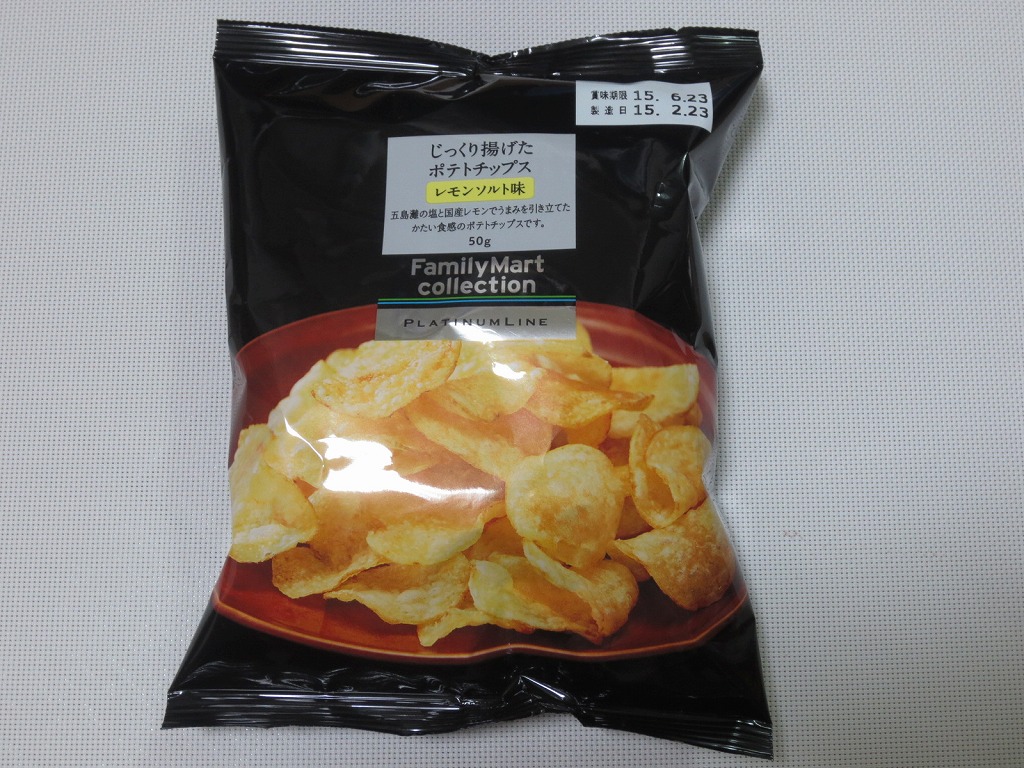 賞味期限 15. 6.23
製造日 15. 2.23
じっくり揚げた
ポテトチップス
レモンソルト味
五島灘の塩と国産レモンでうまみを引き立てた
かたい食感のポテトチップスです。
50g
FamilyMart
collection
PLATINUMLINE